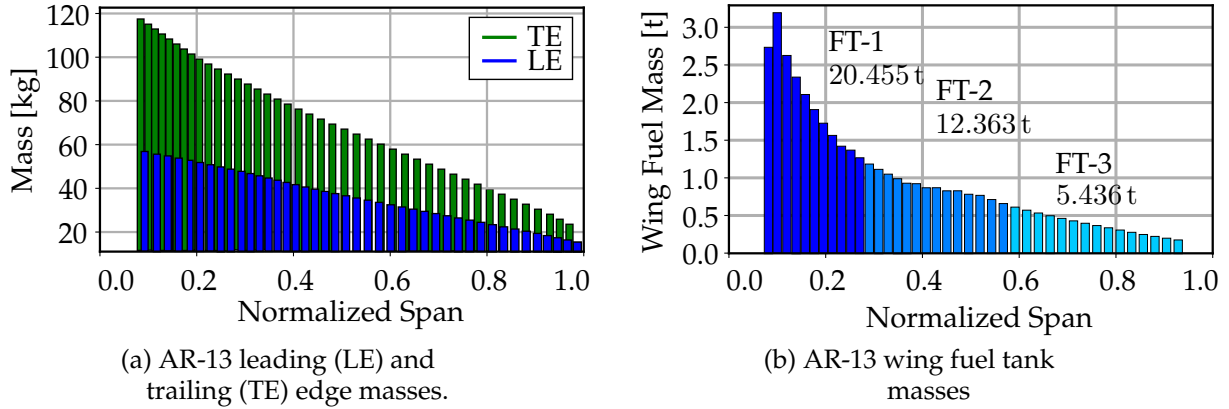 120
100
80
60
40
20
Mass [kg]
TE
LE
0.0 0.2 0.4 0.6 0.8 1.0
Normalized Span
(a) AR-13 leading (LE) and
trailing (TE) edge masses.
3.0
2.5
2.0
1.5
1.0
0.5
0.0
Wing Fuel Mass [t]
FT-1
20.455 t
FT-2
12.363 t
FT-3
5.436 t
0.0 0.2 0.4 0.6 0.8 1.0
Normalized Span
(b) AR-13 wing fuel tank
masses